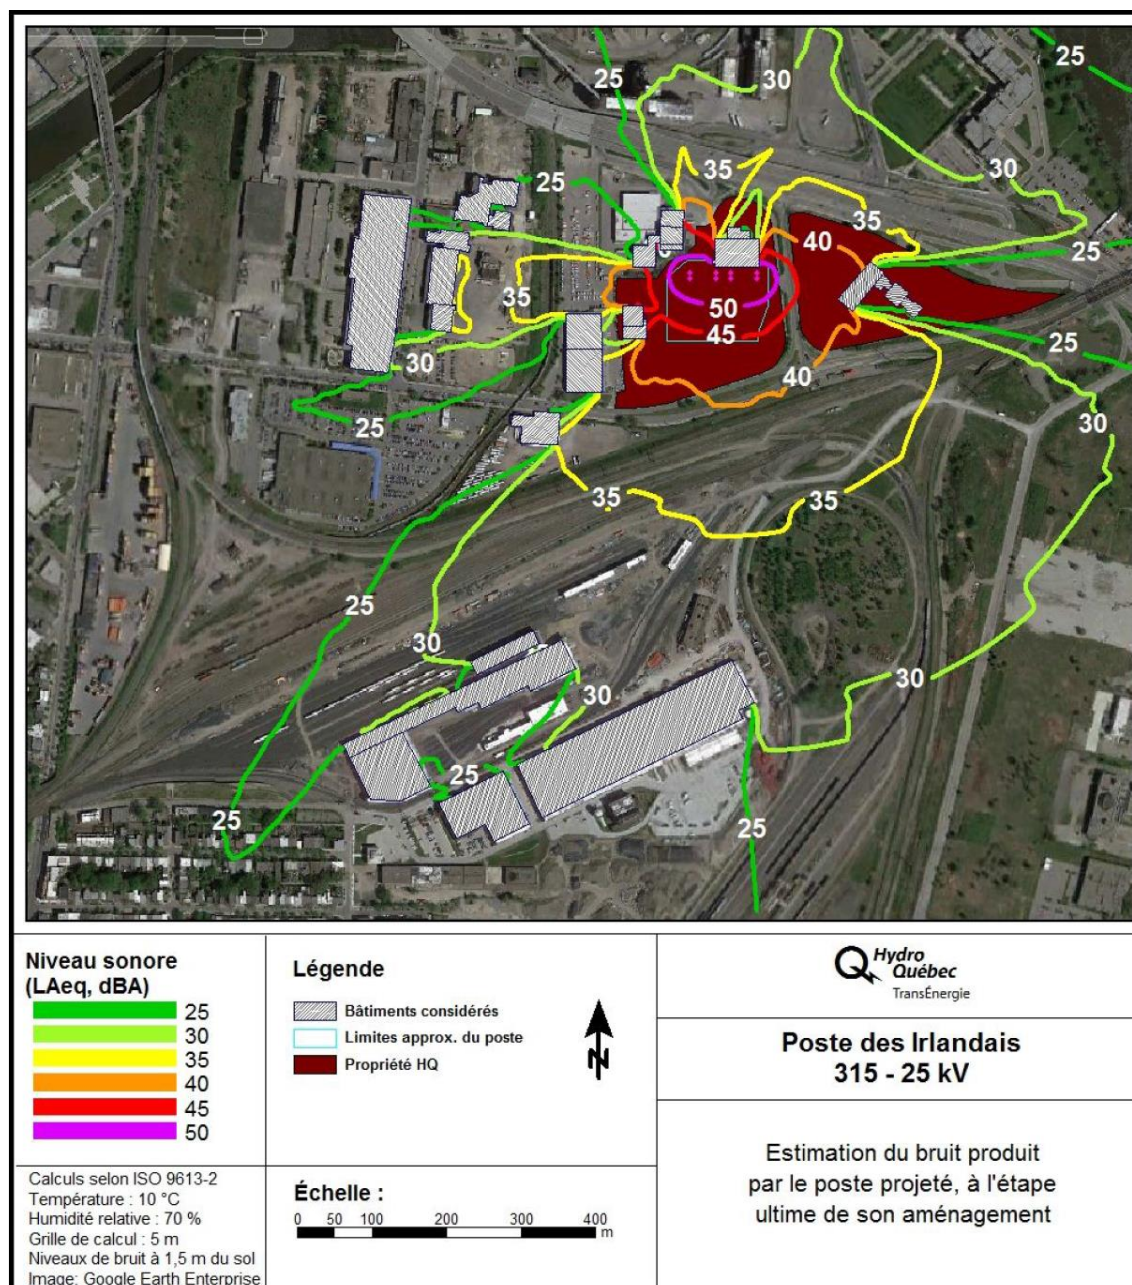 25
30
25
35
30
25
35
40
25
35
50
45
30
40
25
25
30
35
35
25
30
30
30
25
25
25
Niveau sonore
(LAeq, dBA)
25
30
35
40
45
50
Calculs selon ISO 9613-2
Température : 10 °C
Humidité relative : 70 %
Grille de calcul : 5 m
Niveaux de bruit à 1,5 m du sol
Image: Google Earth Enterprise
Légende
Bâtiments considérés
Limites approx. du poste
Propriété HQ
N
Échelle :
0 50 100 200 300 400
m
Hydro
Québec
TransÉnergie
Poste des Irlandais
315 - 25 kV
Estimation du bruit produit
par le poste projeté, à l'étape
ultime de son aménagement